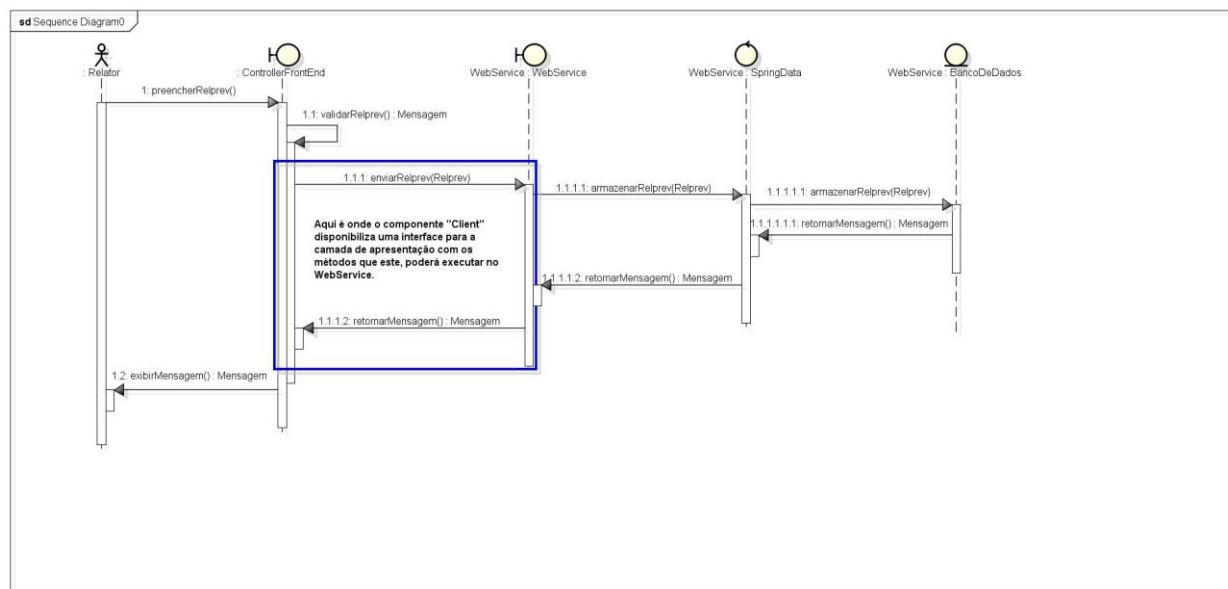 sd Sequence Diagram0
: Relator
: ControllerFrontEnd
WebService : WebService
WebService : SpringData
WebService : BancoDeDados
1: preencherRelprev()
1.1: validarRelprev() : Mensagem
1.1.1: enviarRelprev(Relprev)
1.1.1.1: armazenarRelprev(Relprev)
1.1.1.1.1: armazenarRelprev(Relprev)
1.1.1.1.1.1: retornarMensagem() : Mensagem
Aqui é onde o componente "Client"
disponibiliza uma interface para a
camada de apresentação com os
métodos que este, poderá executar no
WebService.
1.1.1.1.2: retornarMensagem() : Mensagem
1.1.1.2: retornarMensagem() : Mensagem
1.2: exibirMensagem() : Mensagem